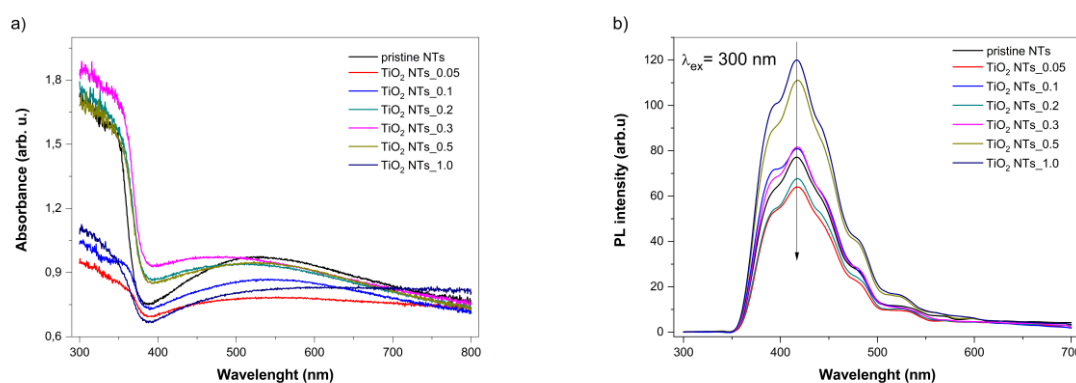 a)
Absorbance (arb. u.)
1.8
1.5
1.2
0.9
0.6
pristine NTs
TiO₂ NTs_0.05
TiO₂ NTs_0.1
TiO₂ NTs_0.2
TiO₂ NTs_0.3
TiO₂ NTs_0.5
TiO₂ NTs_1.0
300 400 500 600 700 800
Wavelenght (nm)
b)
PL intensity (arb.u)
120
100
80
60
40
20
0
λex= 300 nm
pristine NTs
TiO₂ NTs_0.05
TiO₂ NTs_0.1
TiO₂ NTs_0.2
TiO₂ NTs_0.3
TiO₂ NTs_0.5
TiO₂ NTs_1.0
300 400 500 600 700
Wavelenght (nm)